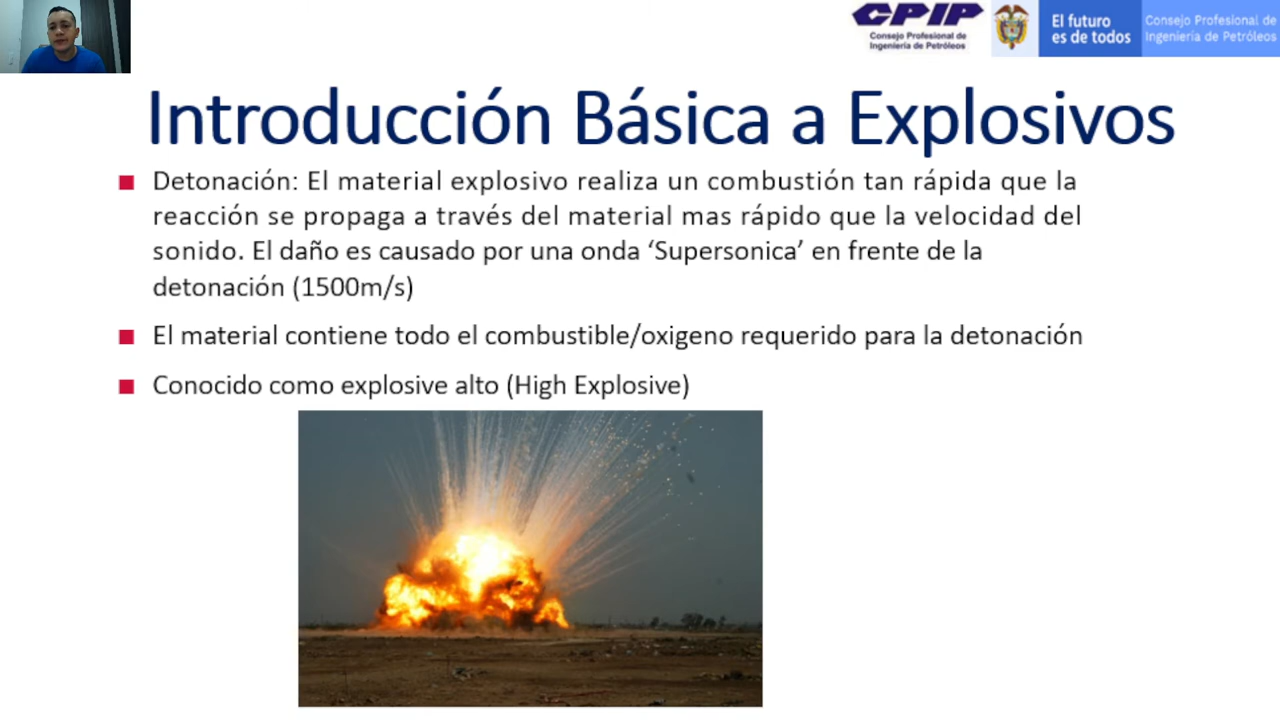 CPIP
Consejo Profesional de
Ingeniería de Petróleos
El futuro
es de todos
Consejo Profesional de
Ingeniería de Petróleos
Introducción Básica a Explosivos
Detonación: El material explosivo realiza un combustión tan rápida que la
reacción se propaga a través del material mas rápido que la velocidad del
sonido. El daño es causado por una onda ‘Supersonica’ en frente de la
detonación (1500m/s)
El material contiene todo el combustible/oxigeno requerido para la detonación
Conocido como explosive alto (High Explosive)